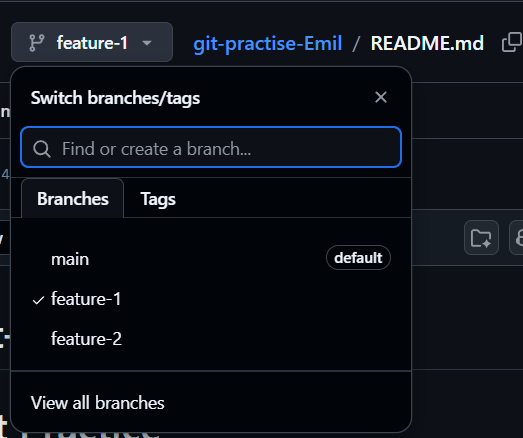 feature-1
git-practise-Emil / README.md
Switch branches/tags
Find or create a branch...
Branches
Tags
main
default
feature-1
feature-2
View all branches